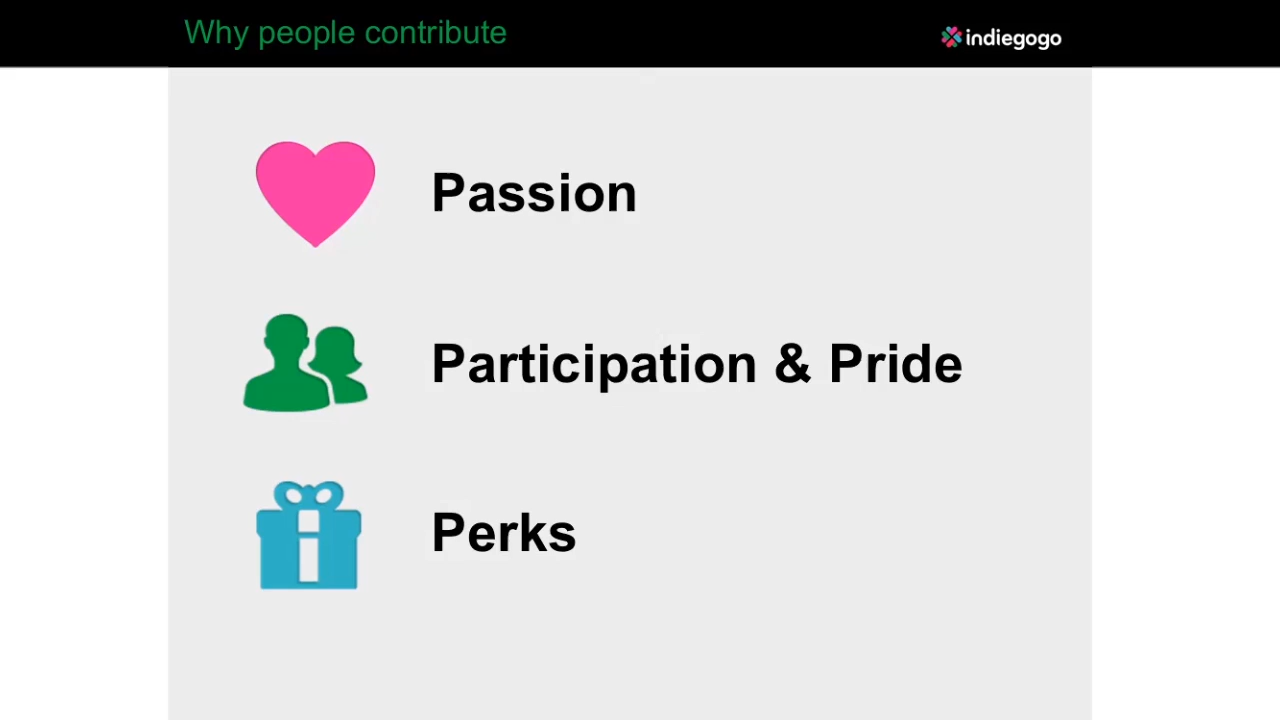 Why people contribute
indiegogo
Passion
Participation & Pride
Perks